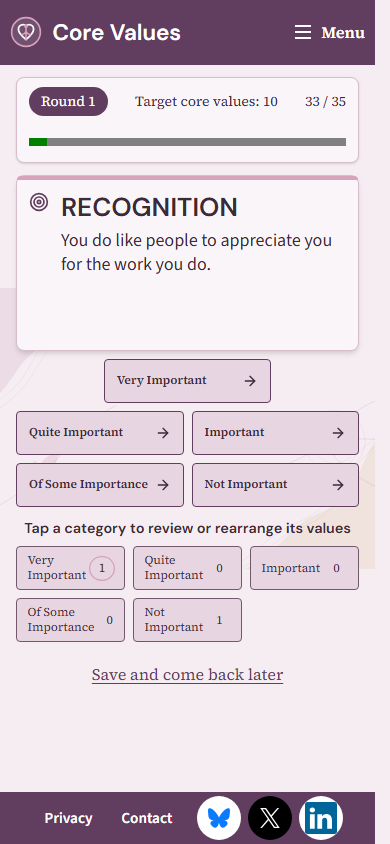 Core Values
Menu
Round 1
Target core values: 10
33 / 35
RECOGNITION
You do like people to appreciate you
for the work you do.
Very Important
Quite Important
Important
Of Some Importance
Not Important
Tap a category to review or rearrange its values
Very
Important
1
Quite
Important
0
Important
0
Of Some
Importance
0
Not
Important
1
Save and come back later
Privacy
Contact
in